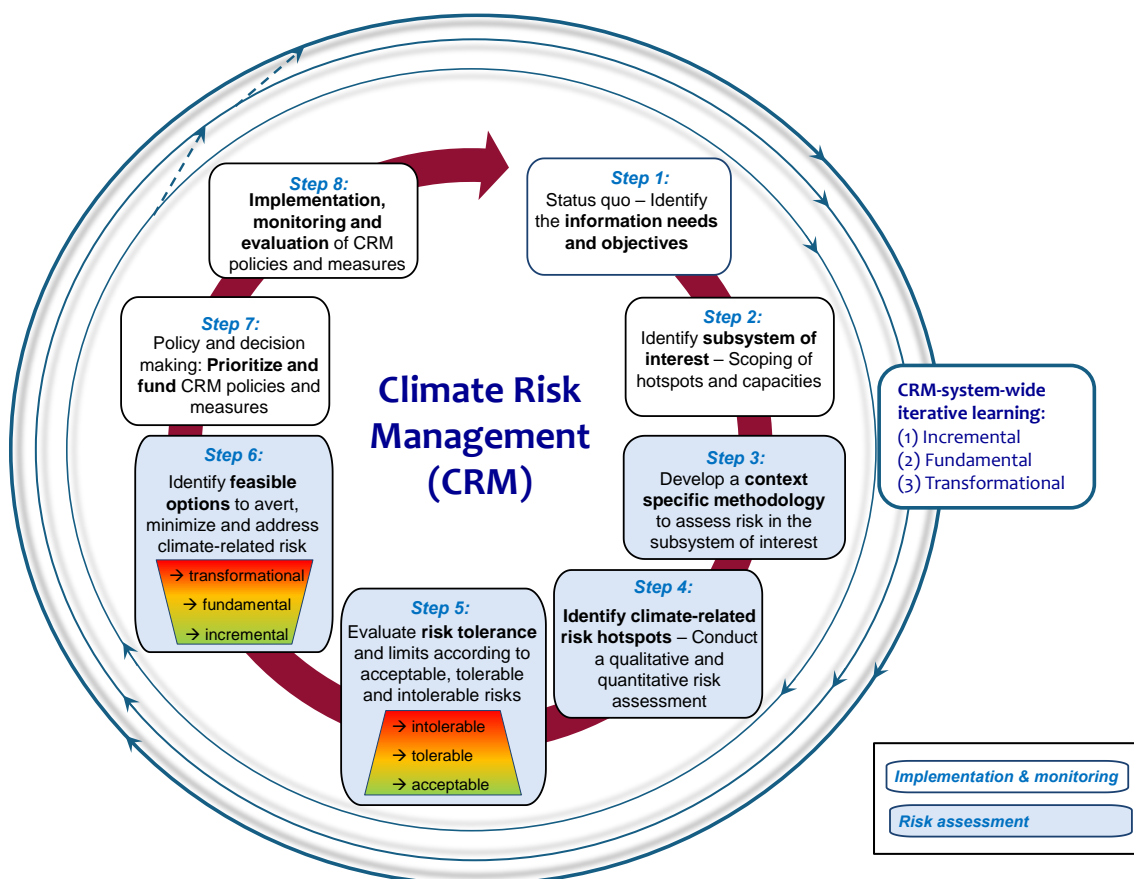 Step 1:
Status quo – Identify
the information needs
and objectives
Step 2:
Identify subsystem of
interest – Scoping of
hotspots and capacities
Step 3:
Develop a context
specific methodology
to assess risk in the
subsystem of interest
Step 4:
Identify climate-related
risk hotspots – Conduct
a qualitative and
quantitative risk
assessment
Step 5:
Evaluate risk tolerance
and limits according to
acceptable, tolerable
and intolerable risks
→ intolerable
→ tolerable
→ acceptable
Step 6:
Identify feasible
options to avert,
minimize and address
climate-related risk
→ transformational
→ fundamental
→ incremental
Step 7:
Policy and decision
making: Prioritize and
fund CRM policies and
measures
Step 8:
Implementation,
monitoring and
evaluation of CRM
policies and measures
Climate Risk
Management
(CRM)
CRM-system-wide
iterative learning:
(1) Incremental
(2) Fundamental
(3) Transformational
Implementation & monitoring
Risk assessment